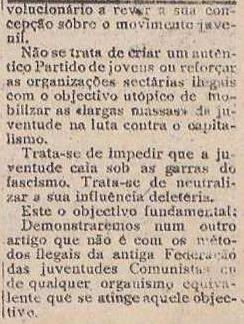 volucionário a rever a sua con-
cepção sôbre o movimento juve-
nil.
Não se trata de criar um autên-
tico Partido de jovens ou reforçar
as organizações sectárias ilegais
com o objectivo utópico de mo-
bilizar as «largas massas» da ju-
ventude na luta contra o capita-
lismo.
Trata-se de impedir que a ju-
ventude caia sob as garras do
fascismo. Trata-se de neutrali-
zar a sua influência deletéria.
Este o objectivo fundamental:
Demonstraremos num outro
artigo que não é com os méto-
dos ilegais da antiga Federação
das juventudes Comunistas ou
de qualquer organismo equiva-
lente que se atinge aquele objec-
tivo.